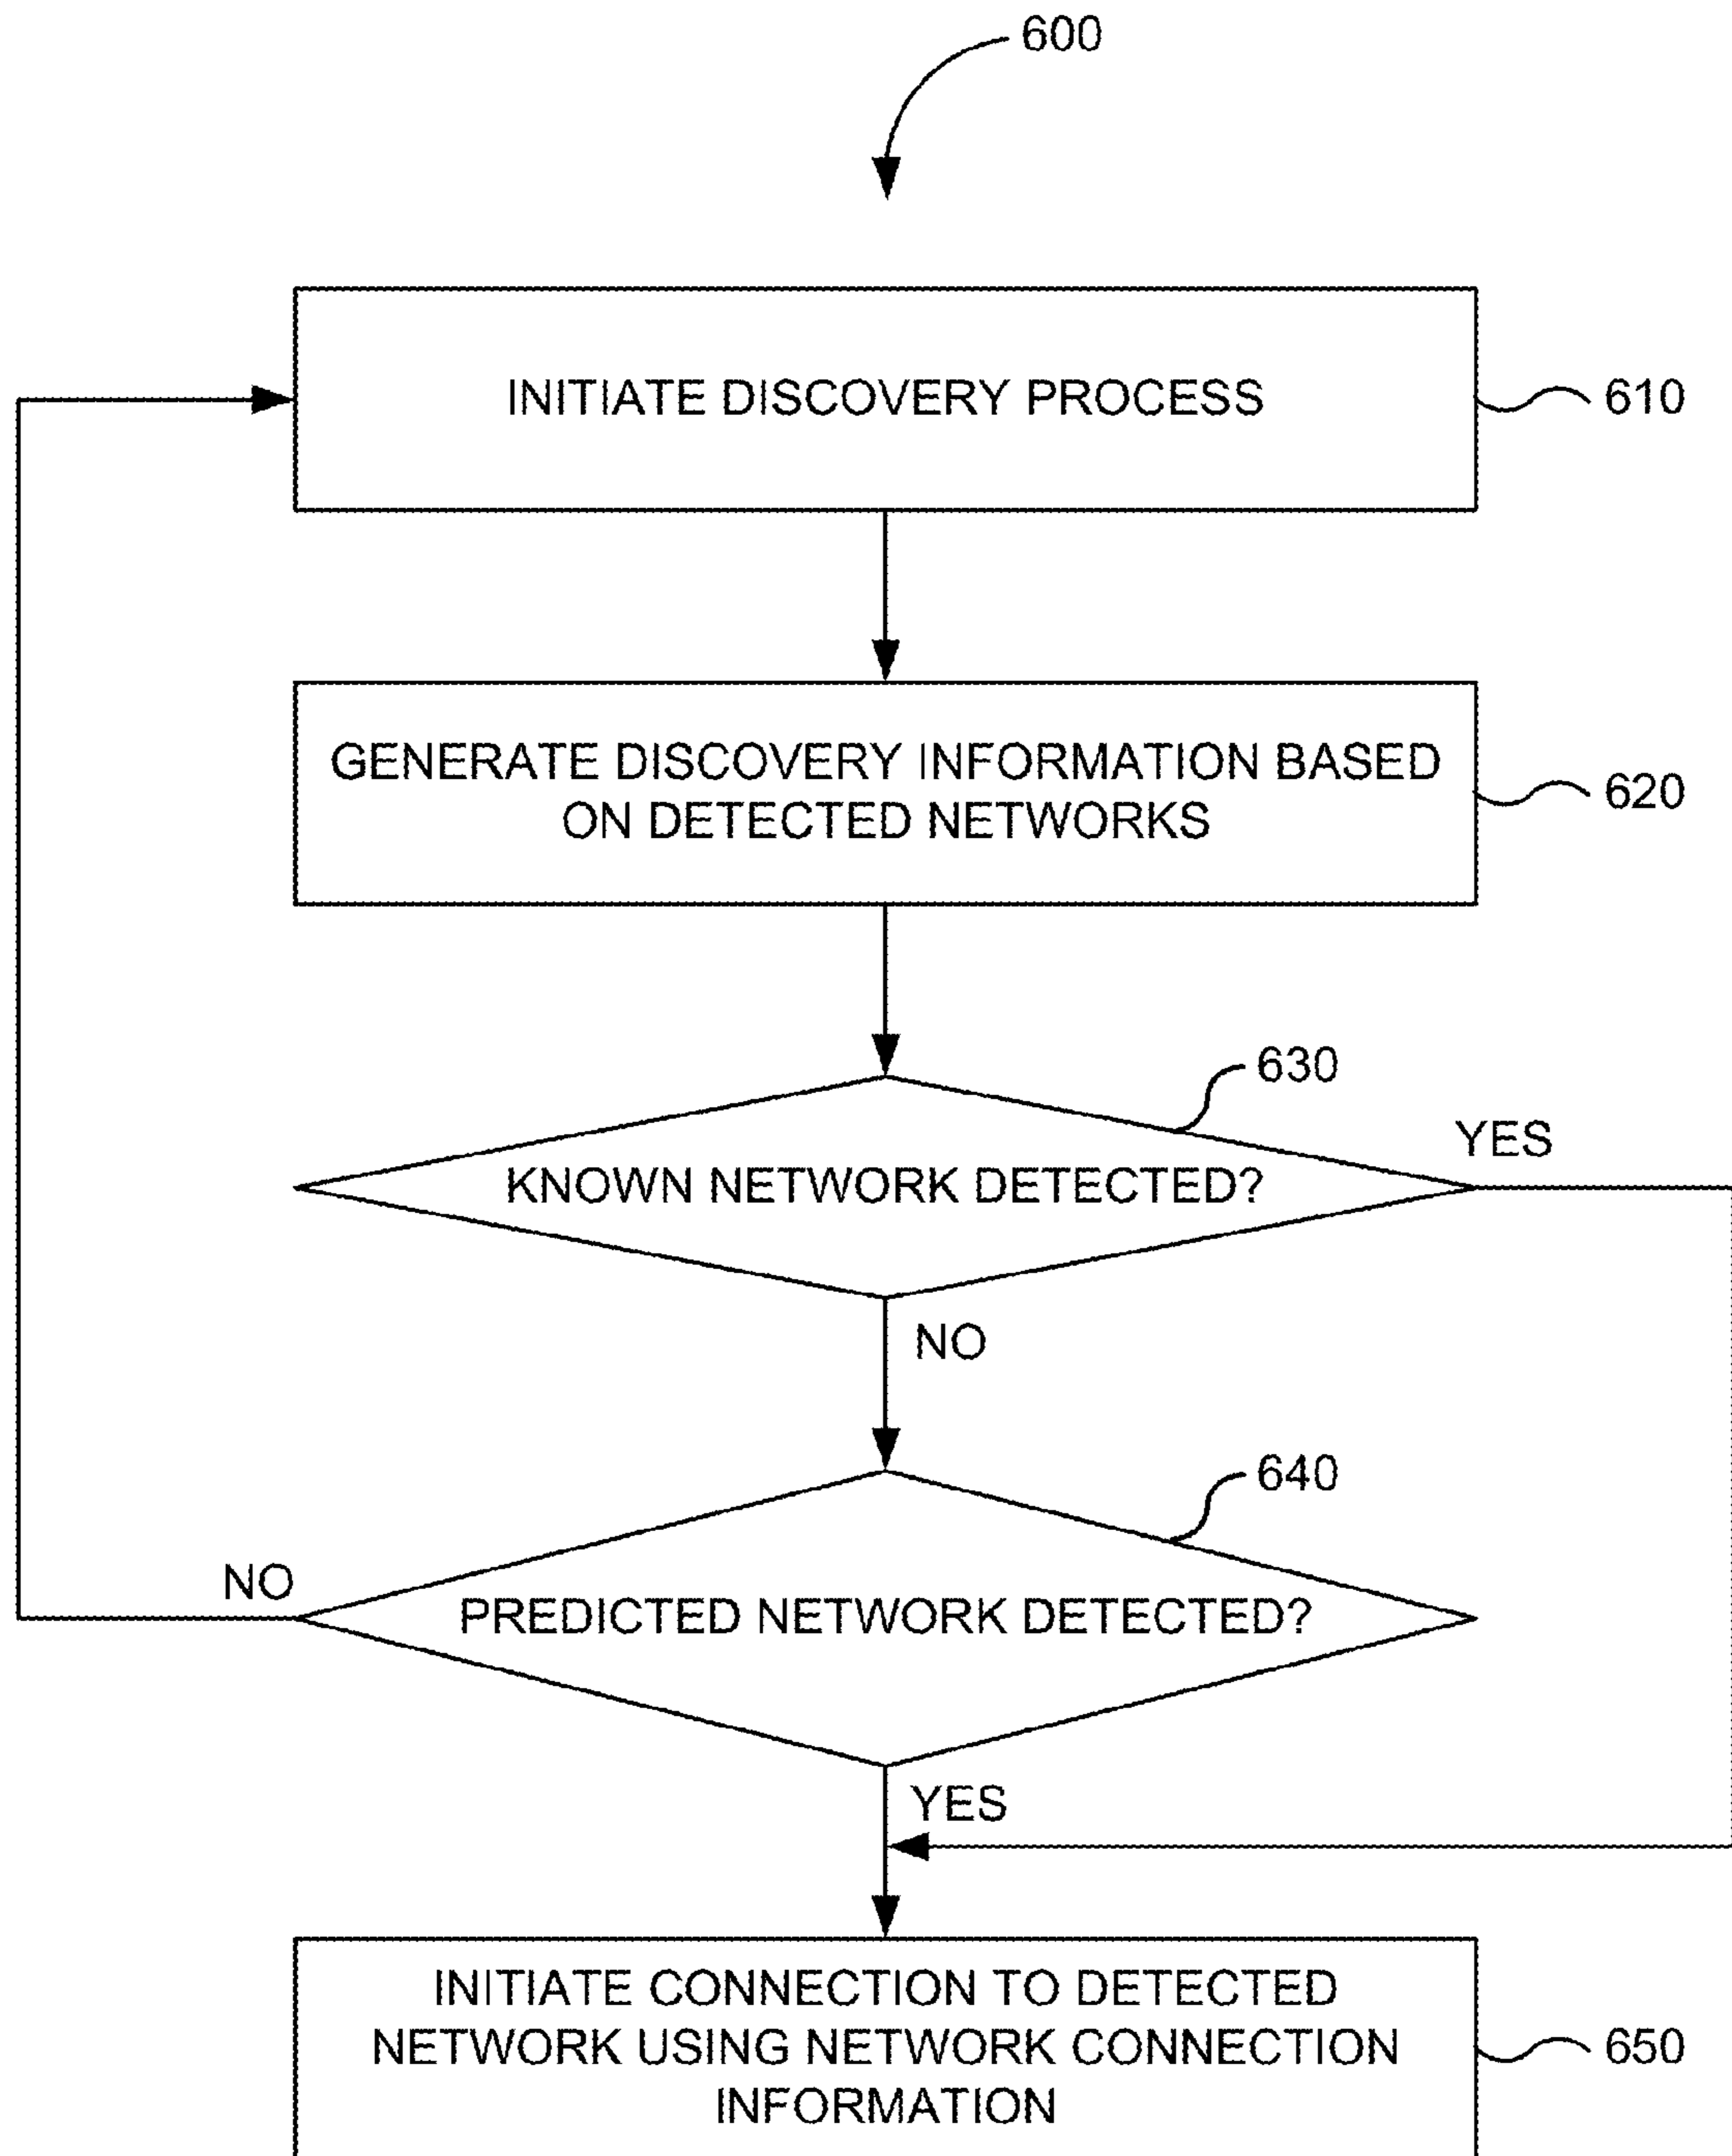 600
INITIATE DISCOVERY PROCESS
610
GENERATE DISCOVERY INFORMATION BASED
ON DETECTED NETWORKS
620
630
YES
KNOWN NETWORK DETECTED?
NO
640
NO
PREDICTED NETWORK DETECTED?
YES
INITIATE CONNECTION TO DETECTED
NETWORK USING NETWORK CONNECTION
INFORMATION
650